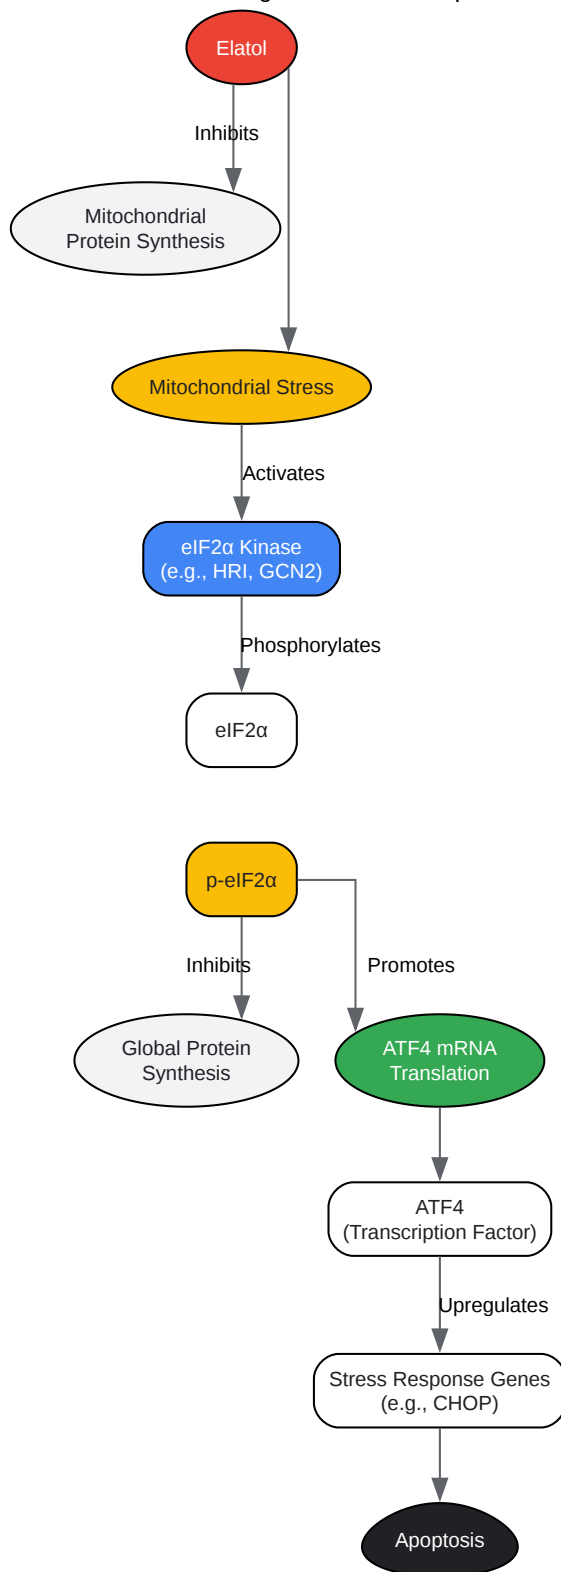 Elatol
Inhibits
Mitochondrial
Protein Synthesis
Mitochondrial Stress
Activates
eIF2α Kinase
(e.g., HRI, GCN2)
Phosphorylates
eIF2α
p-eIF2α
Inhibits
Promotes
Global Protein
Synthesis
ATF4 mRNA
Translation
ATF4
(Transcription Factor)
Upregulates
Stress Response Genes
(e.g., CHOP)
Apoptosis